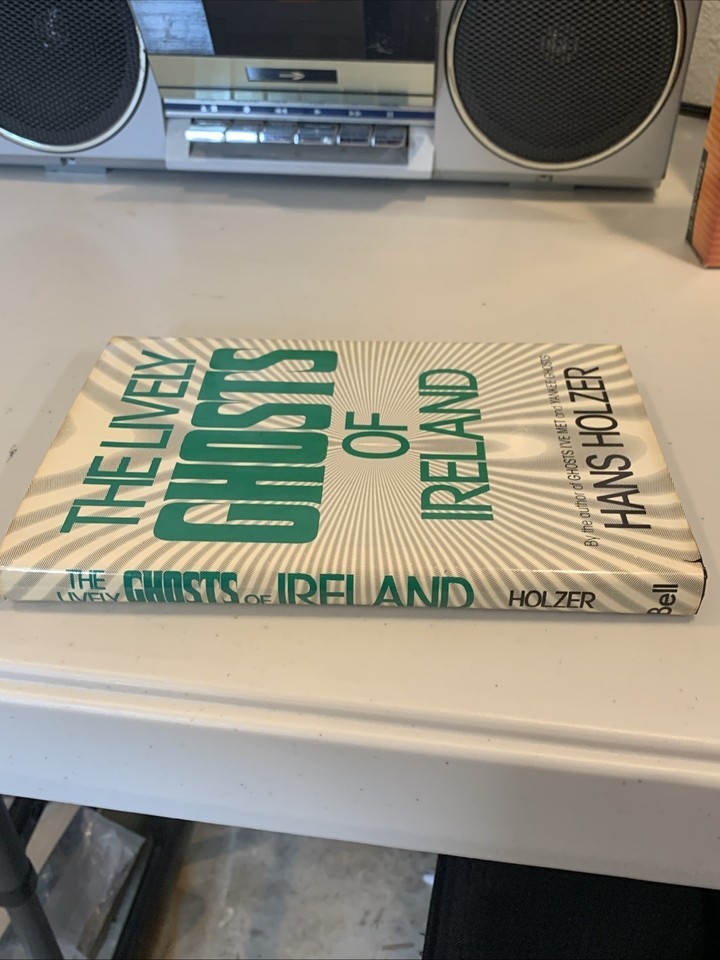 THE LIVELY
GHOSTS
OF
IRELAND
By the author of GHOSTS I'VE MET and YANKEE GHOSTS
HANS HOLZER
THE
LIVELY
GHOSTS
OF
IRELAND
HOLZER
Bell